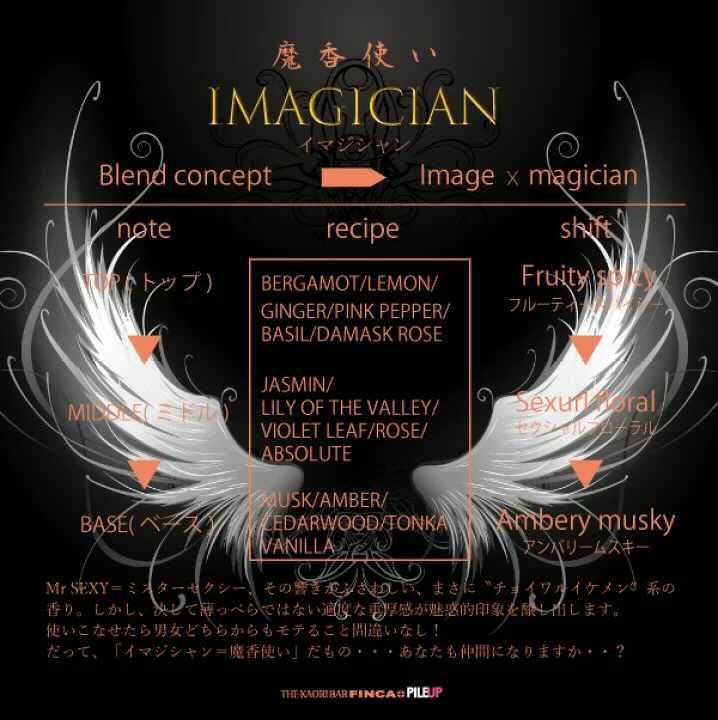 魔香使い
IMAGICIAN
イマジシャン
Blend concept Image x magician
note recipe shift
TOP(トップ)
BERGAMOT/LEMON/
GINGER/PINK PEPPER/
BASIL/DAMASK ROSE
Fruity spicy
フルーティースパイシー
MIDDLE(ミドル)
JASMIN/
LILY OF THE VALLEY/
VIOLET LEAF/ROSE/
ABSOLUTE
Sexurl floral
セクシャルフローラル
BASE(ベース)
MUSK/AMBER/
CEDARWOOD/TONKA
VANILLA
Ambery musky
アンバリームスキー
Mr SEXY=ミスターセクシー、その響きがふさわしい、まさに〝チョイワルイケメン〟系の
香り。しかし、決して薄っぺらではない適度な重厚感が魅惑的印象を醸し出します。
使いこなせたら男女どちらからもモテること間違いなし!
だって、「イマジシャン=魔香使い」だもの・・・あなたも仲間になりますか・・?
THE KAORI BAR FINCA PILEUP